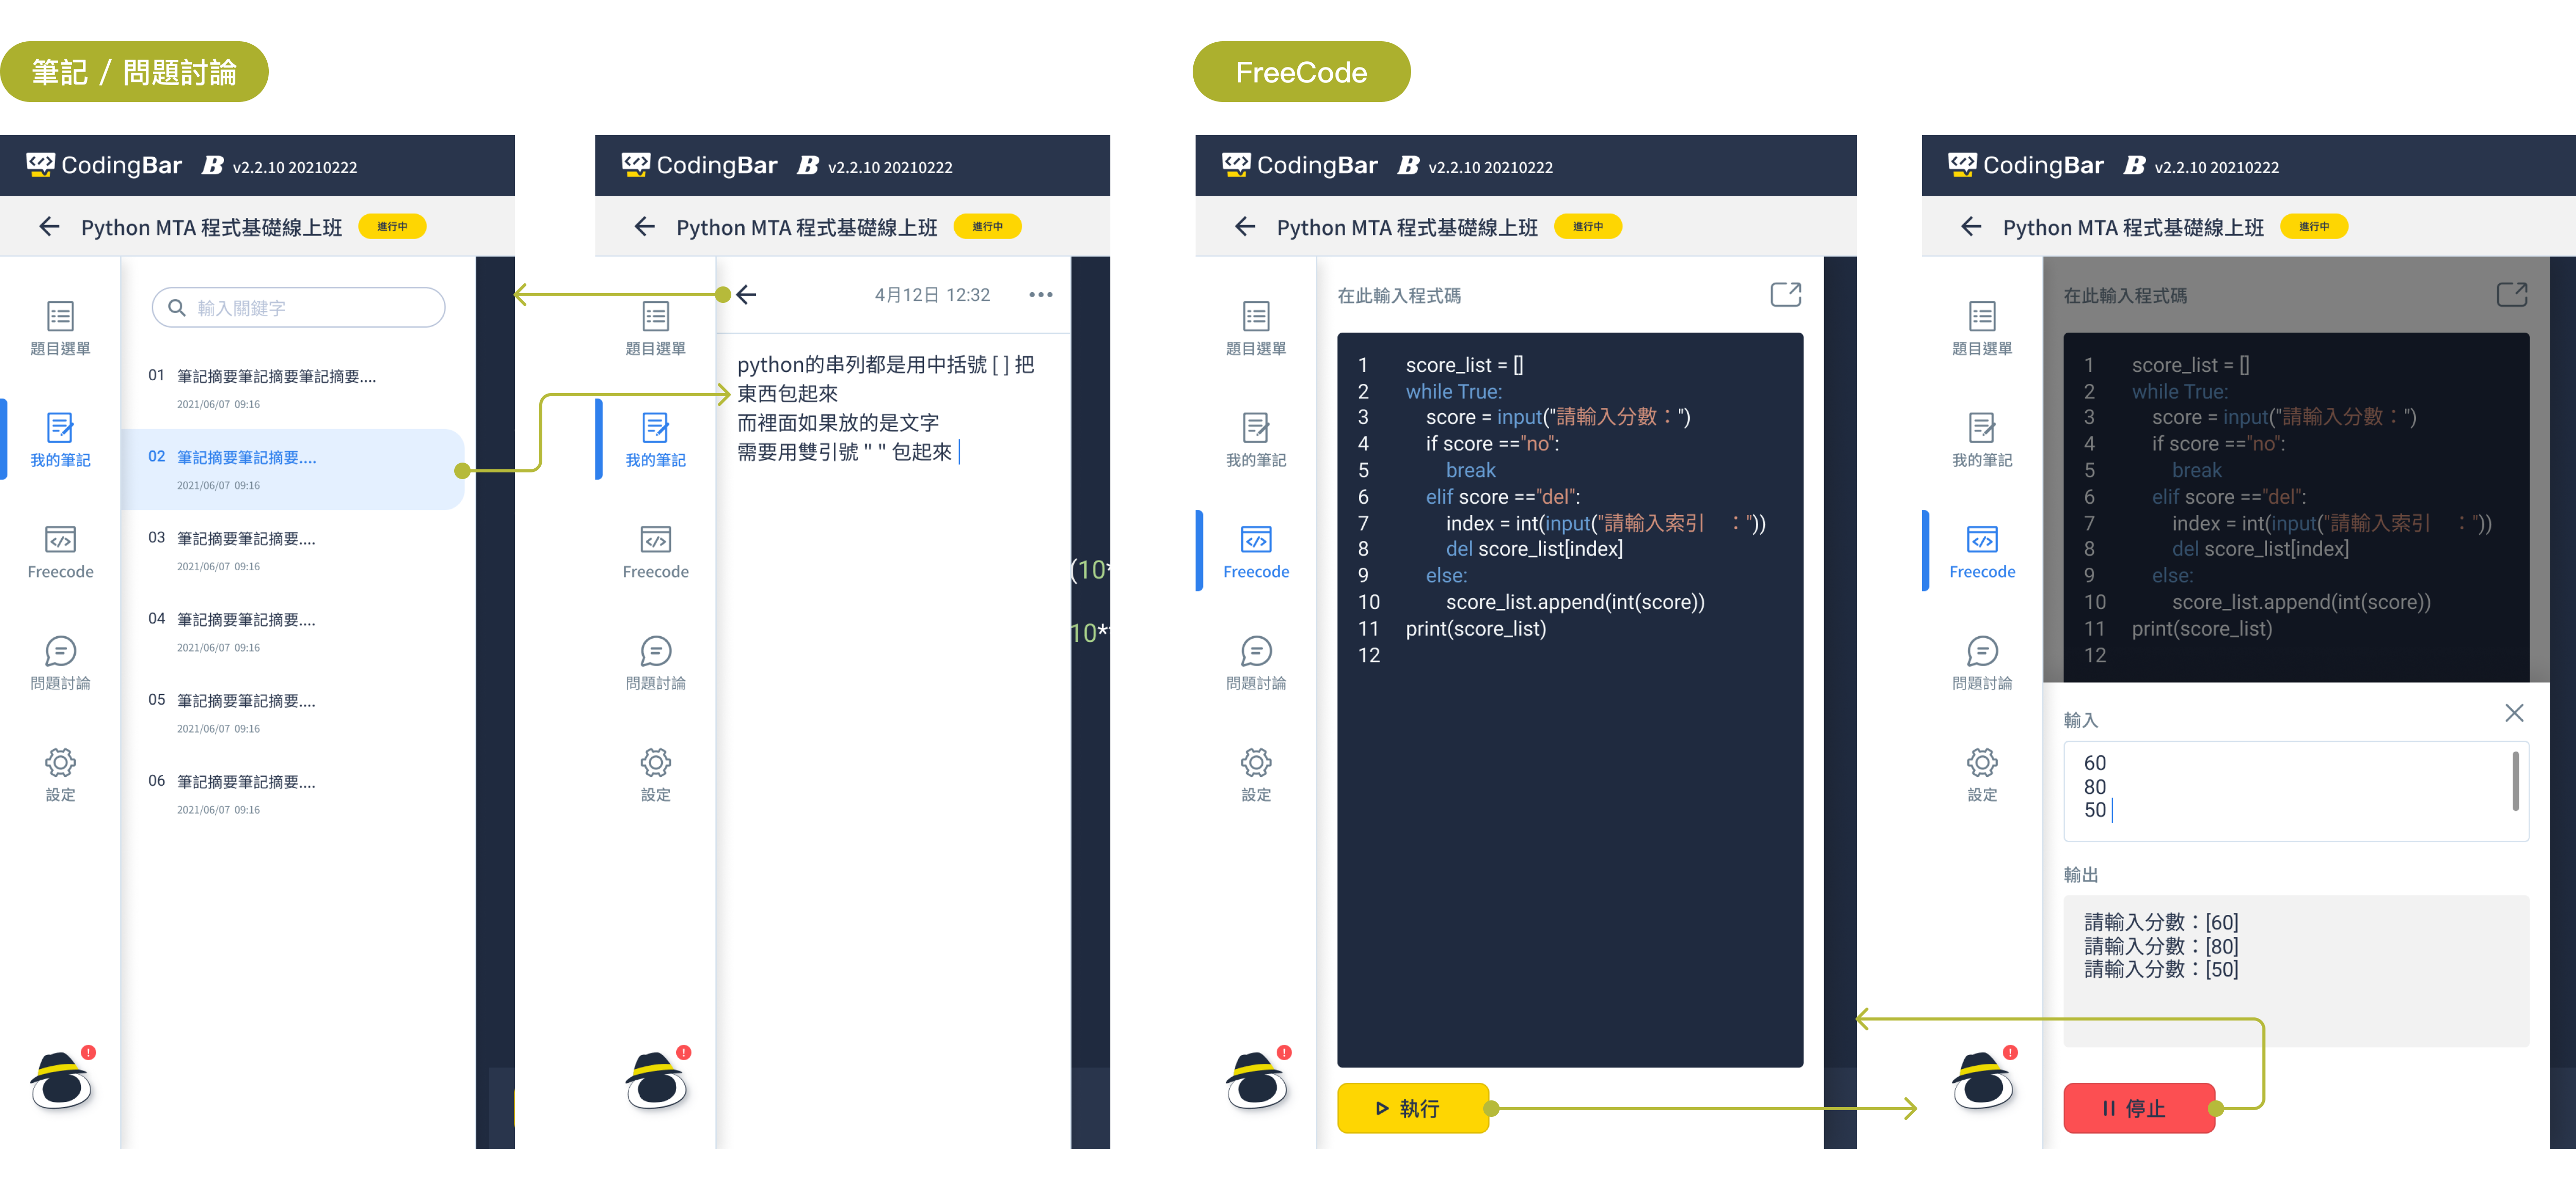 筆記 / 問題討論
FreeCode
CodingBar B v2.2.10 20210222
Python MTA 程式基礎線上班 進行中
題目選單
我的筆記
Freecode
問題討論
設定
輸入關鍵字
01 筆記摘要筆記摘要筆記摘要....
2021/06/07 09:16
02 筆記摘要筆記摘要....
2021/06/07 09:16
03 筆記摘要筆記摘要....
2021/06/07 09:16
04 筆記摘要筆記摘要....
2021/06/07 09:16
05 筆記摘要筆記摘要....
2021/06/07 09:16
06 筆記摘要筆記摘要....
2021/06/07 09:16
!
CodingBar B v2.2.10 20210222
Python MTA 程式基礎線上班 進行中
題目選單
我的筆記
Freecode
問題討論
設定
4月12日 12:32
python的串列都是用中括號 [ ] 把
東西包起來
而裡面如果放的是文字
需要用雙引號 " " 包起來
(10*
10*
!
CodingBar B v2.2.10 20210222
Python MTA 程式基礎線上班 進行中
題目選單
我的筆記
Freecode
問題討論
設定
在此輸入程式碼
1 score_list = []
2 while True:
3 score = input("請輸入分數：")
4 if score =="no":
5 break
6 elif score =="del":
7 index = int(input("請輸入索引 ："))
8 del score_list[index]
9 else:
10 score_list.append(int(score))
11 print(score_list)
12
!
執行
CodingBar B v2.2.10 20210222
Python MTA 程式基礎線上班 進行中
題目選單
我的筆記
Freecode
問題討論
設定
在此輸入程式碼
1 score_list = []
2 while True:
3 score = input("請輸入分數：")
4 if score =="no":
5 break
6 elif score =="del":
7 index = int(input("請輸入索引 ："))
8 del score_list[index]
9 else:
10 score_list.append(int(score))
11 print(score_list)
12
輸入
60
80
50
輸出
請輸入分數：[60]
請輸入分數：[80]
請輸入分數：[50]
!
停止